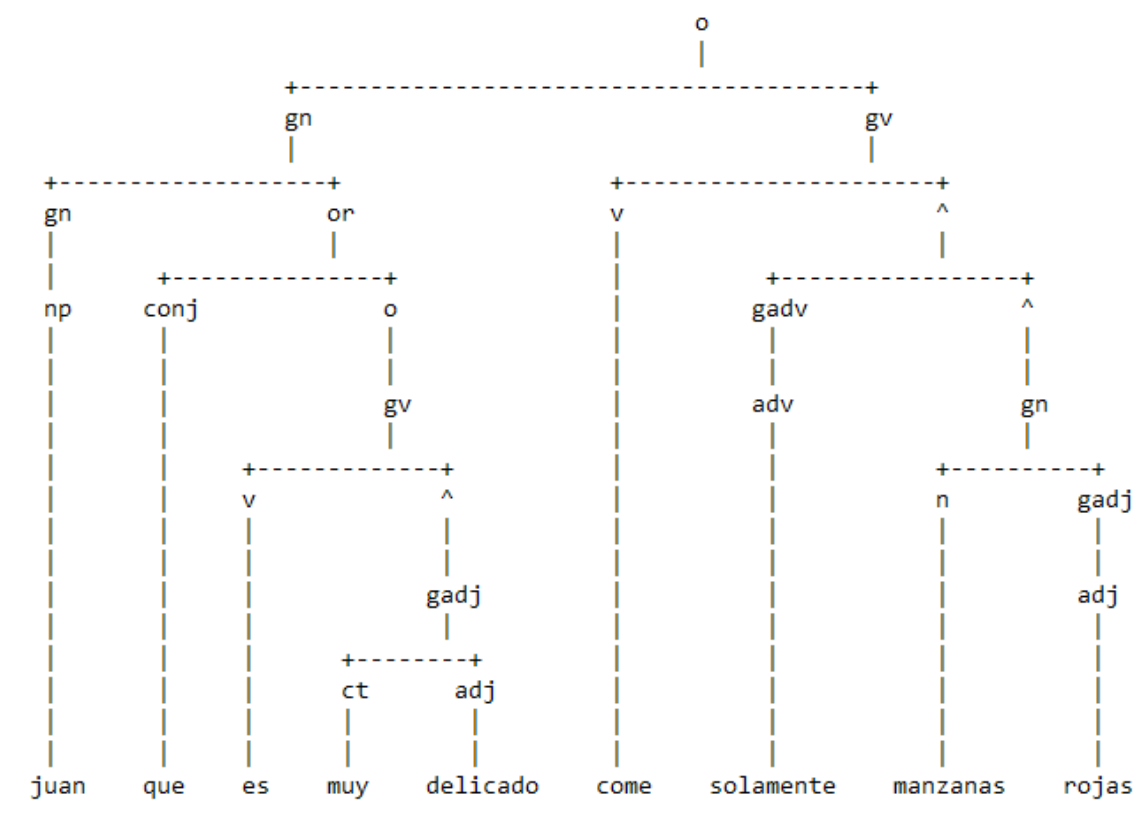 o
gn gv
gn or v ^
np conj o gadv ^
gv adv gn
v ^ n gadj
gadj adj
ct adj
juan que es muy delicado come solamente manzanas rojas